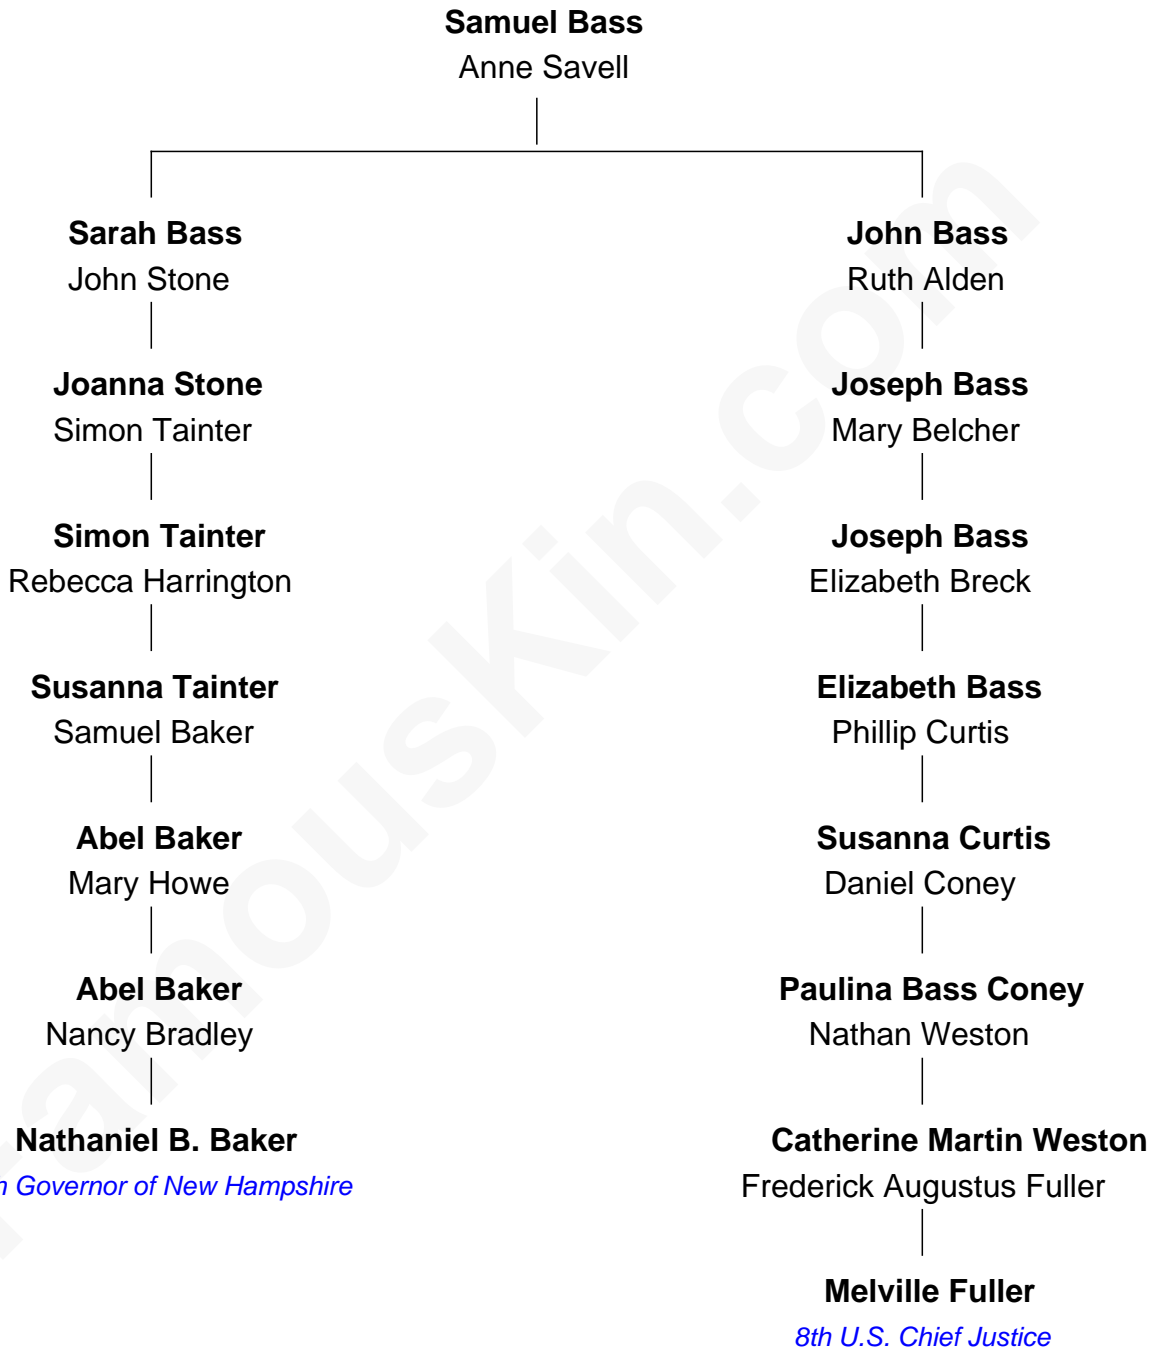 Samuel Bass
Anne Savell
Sarah Bass
John Stone
John Bass
Ruth Alden
Joanna Stone
Simon Tainter
Joseph Bass
Mary Belcher
Simon Tainter
Rebecca Harrington
Joseph Bass
Elizabeth Breck
Susanna Tainter
Samuel Baker
Elizabeth Bass
Phillip Curtis
Abel Baker
Mary Howe
Susanna Curtis
Daniel Coney
Abel Baker
Nancy Bradley
Paulina Bass Coney
Nathan Weston
Nathaniel B. Baker
Governor of New Hampshire
Catherine Martin Weston
Frederick Augustus Fuller
Melville Fuller
8th U.S. Chief Justice
FamousKin.com